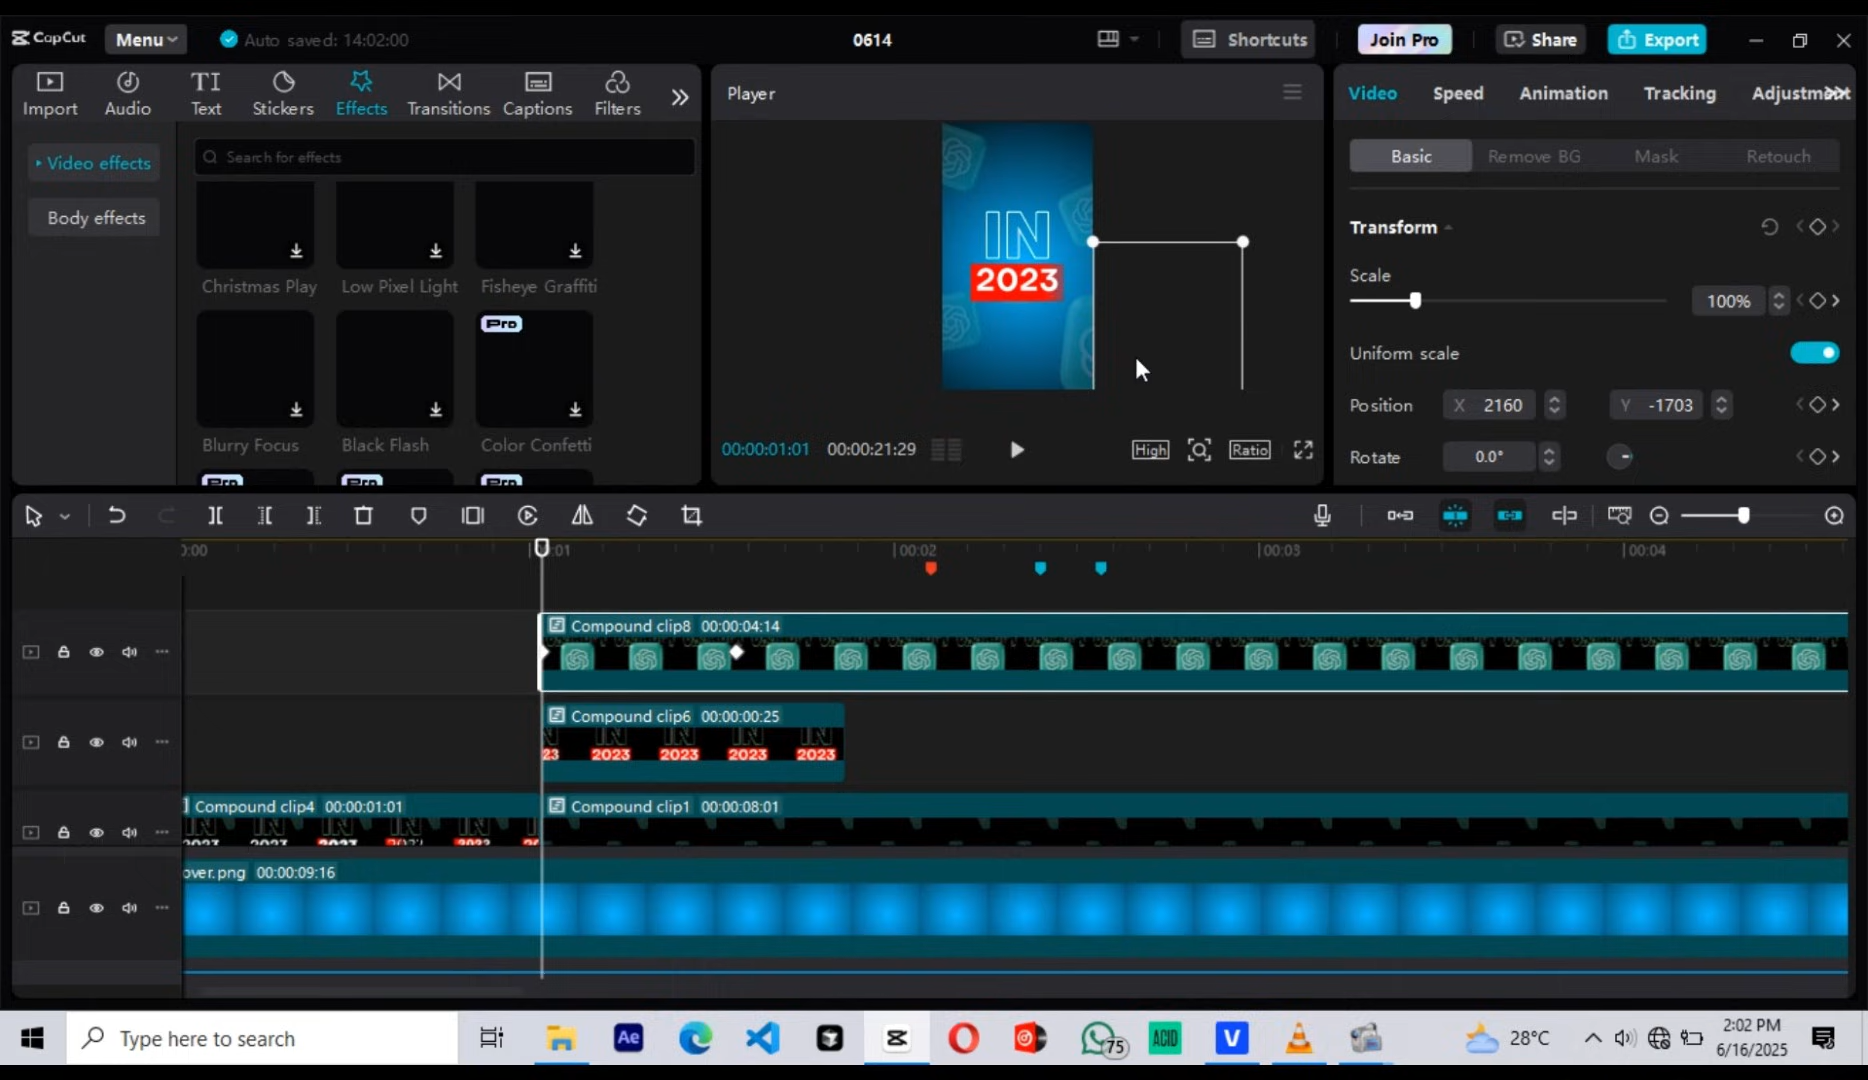 CapCut
Menu
Auto saved: 14:02:00
0614
Shortcuts
Join Pro
Share
Export
Import
Audio
TI
Text
Stickers
Effects
Transitions
Captions
Filters
Player
Video
Speed
Animation
Tracking
Adjustment
Video effects
Body effects
Search for effects
Christmas Play
Low Pixel Light
Fisheye Graffiti
Pro
Blurry Focus
Black Flash
Color Confetti
Pro
Pro
Pro
IN
2023
00:00:01:01
00:00:21:29
High
Ratio
Basic
Remove BG
Mask
Retouch
Transform
Scale
100%
Uniform scale
Position
X 2160
Y -1703
Rotate
0.0°
0:00
00:01
00:02
00:03
00:04
Compound clip8 00:00:04:14
Compound clip6 00:00:00:25
IN IN IN IN
23 2023 2023 2023 2023
Compound clip4 00:00:01:01
Compound clip1 00:00:08:01
IN IN IN IN IN
2023 2023 2023 2023 2023
over.png 00:00:09:16
Type here to search
Ae
75
ACID
V
28°C
2:02 PM
6/16/2025